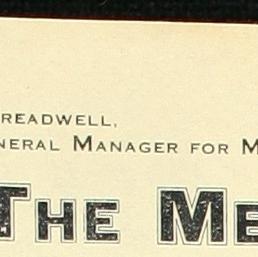 READWELL,
NERAL MANAGER FOR M
THE ME